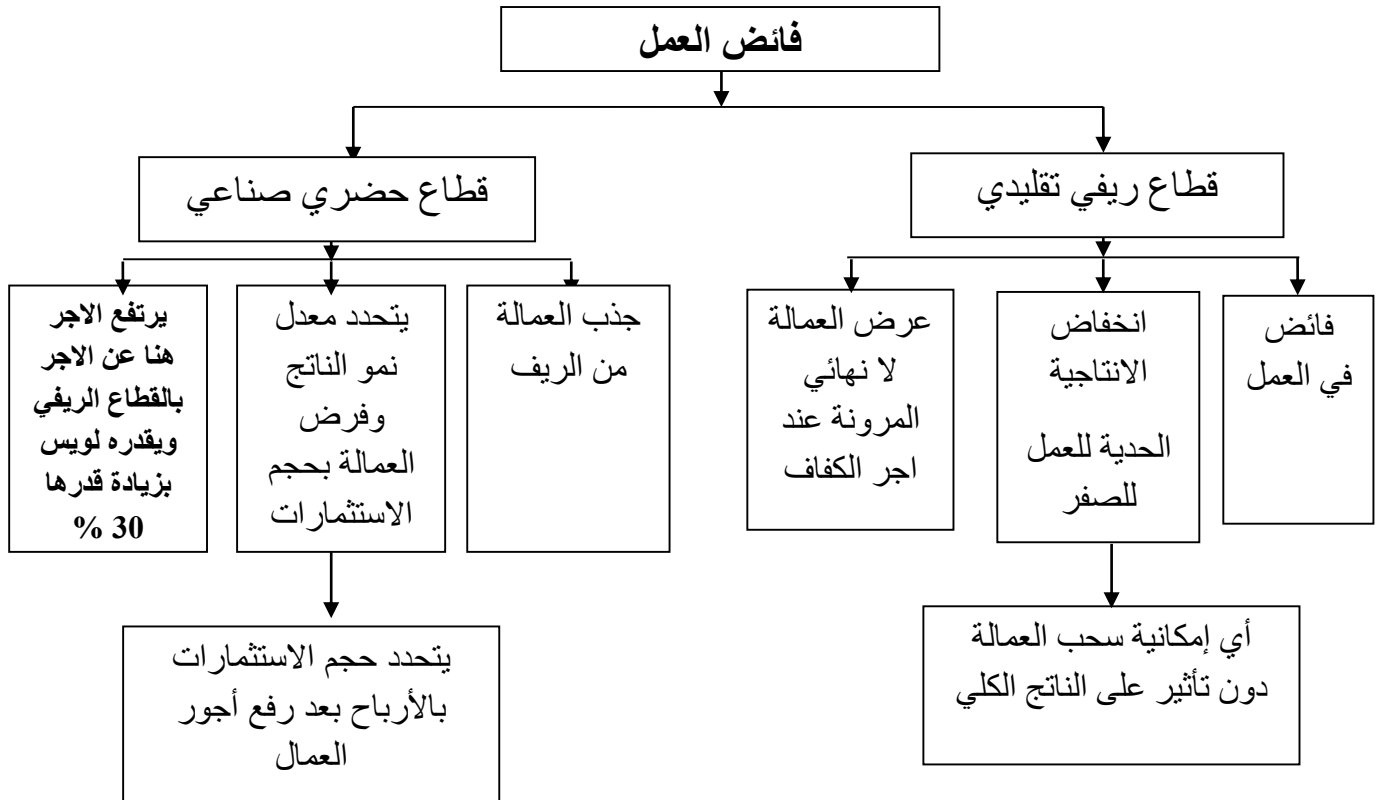 فائض العمل
قطاع ريفي تقليدي
قطاع حضري صناعي
فائض
في العمل
انخفاض
الانتاجية
الحدية للعمل
للصفر
عرض العمالة
لا نهائي
المرونة عند
اجر الكفاف
جذب العمالة
من الريف
يتحدد معدل
نمو الناتج
وفرض
العمالة بحجم
الاستثمارات
يرتفع الاجر
هنا عن الاجر
بالقطاع الريفي
ويقدره لويس
بزيادة قدرها
30 %
أي إمكانية سحب العمالة
دون تأثير على الناتج الكلي
يتحدد حجم الاستثمارات
بالأرباح بعد رفع أجور
العمال